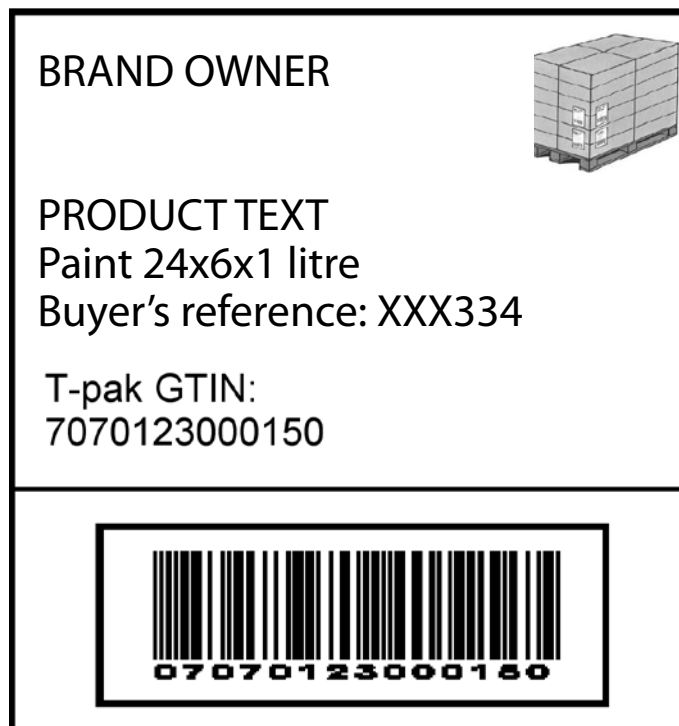 BRAND OWNER
PRODUCT TEXT
Paint 24x6x1 litre
Buyer’s reference: XXX334
T-pak GTIN:
7070123000150
07070123000150